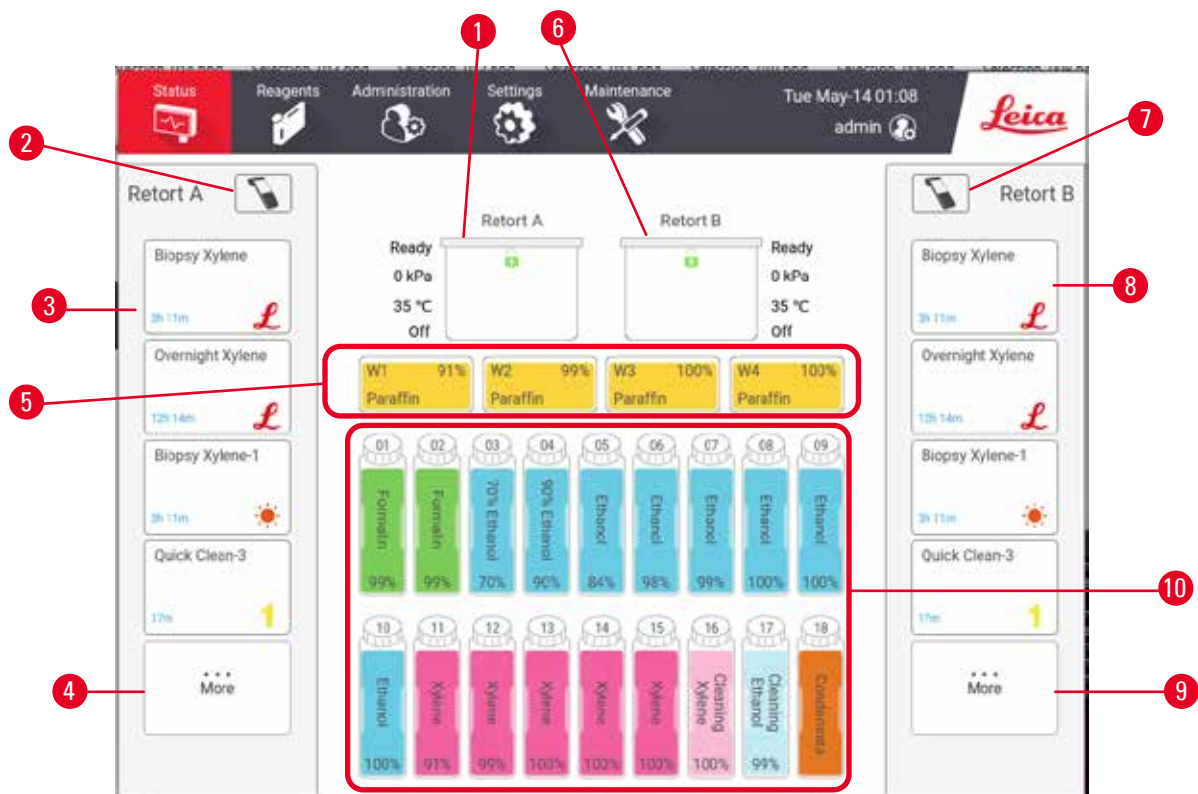 1
6
Status
Reagents
Administration
Settings
Maintenance
Tue May-14 01:08
admin
Leica
2
7
Retort A
Retort B
Retort A
Retort B
Biopsy Xylene
3h 11m
L
3
Overnight Xylene
12h 14m
L
Biopsy Xylene-1
3h 11m
Quick Clean-3
17m
1
...
More
4
Ready
0 kPa
35 °C
Off
Ready
0 kPa
35 °C
Off
5
W1 91%
Paraffin
W2 99%
Paraffin
W3 100%
Paraffin
W4 100%
Paraffin
01 02 03 04 05 06 07 08 09
Formalin
Formalin
70% Ethanol
90% Ethanol
Ethanol
Ethanol
Ethanol
Ethanol
Ethanol
99% 99% 70% 90% 84% 98% 99% 100% 100%
10 11 12 13 14 15 16 17 18
Ethanol
Xylene
Xylene
Xylene
Xylene
Xylene
Cleaning
Xylene
Cleaning
Ethanol
Condensate
100% 91% 99% 100% 100% 100% 100% 99%
Biopsy Xylene
3h 11m
L
8
Overnight Xylene
12h 14m
L
Biopsy Xylene-1
3h 11m
Quick Clean-3
17m
1
10
...
More
9